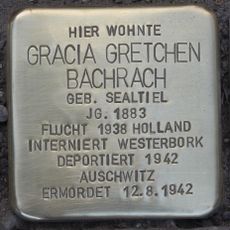 HIER WOHNTE
GRACIA GRETCHEN
BACHRACH
GEB. SEALTIEL
JG. 1883
FLUCHT 1938 HOLLAND
INTERNIERT WESTERBORK
DEPORTIERT 1942
AUSCHWITZ
ERMORDET 12.8.1942